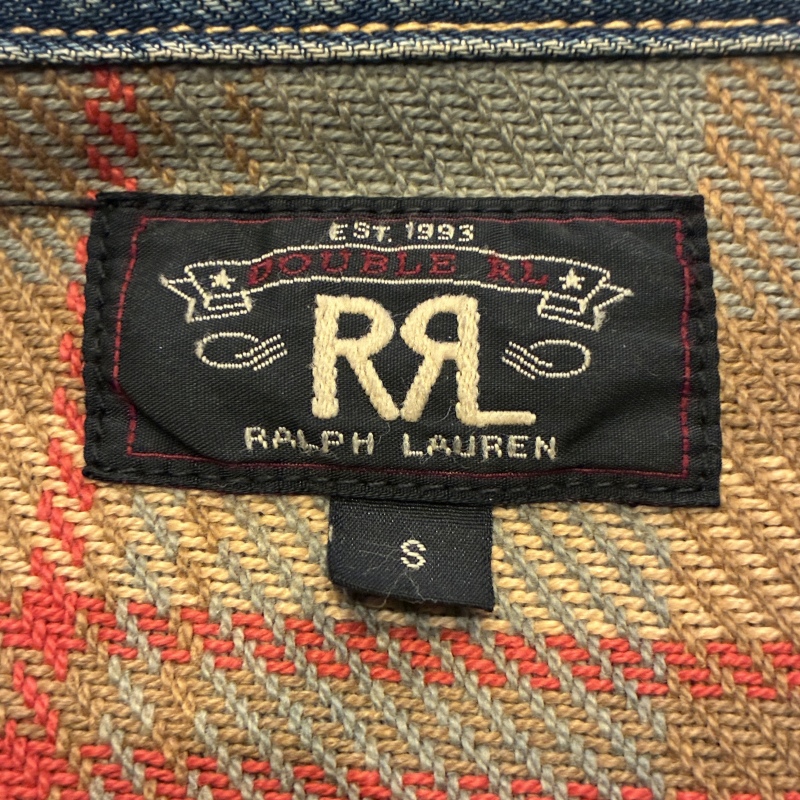 EST. 1993
DOUBLE RL
RRL
RALPH LAUREN
S